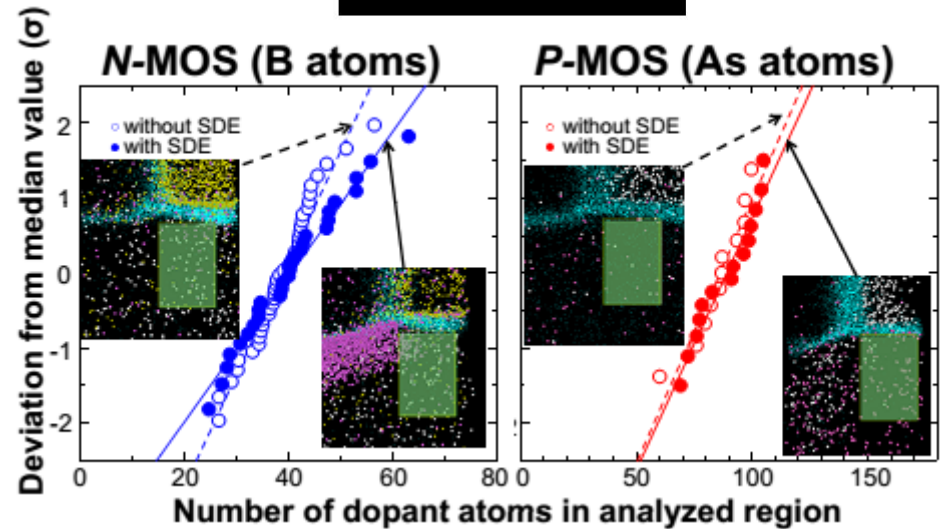 N-MOS (B atoms)
P-MOS (As atoms)
Deviation from median value (σ)
without SDE
with SDE
without SDE
with SDE
2
1
0
-1
-2
0
20
40
60
80
0
50
100
150
Number of dopant atoms in analyzed region